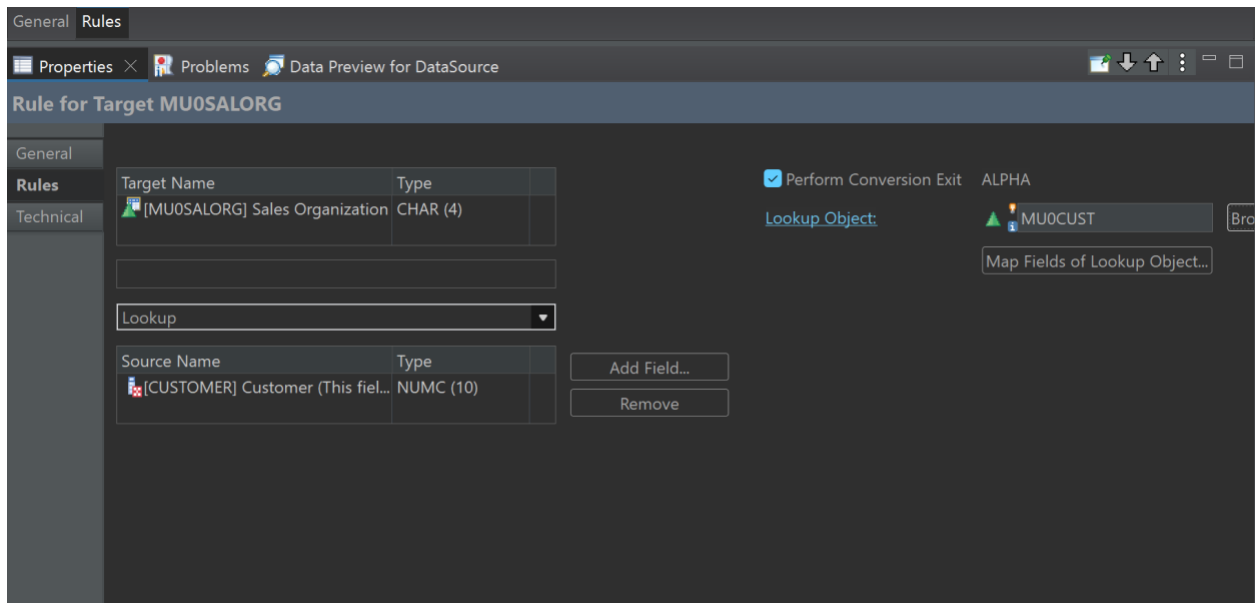 General Rules
Properties Problems Data Preview for DataSource
Rule for Target MU0SALORG
General
Rules
Technical
Target Name Type
[MU0SALORG] Sales Organization CHAR (4)
Lookup
Source Name Type
[CUSTOMER] Customer (This fiel... NUMC (10)
Add Field...
Remove
Perform Conversion Exit ALPHA
Lookup Object: MU0CUST Bro
Map Fields of Lookup Object...